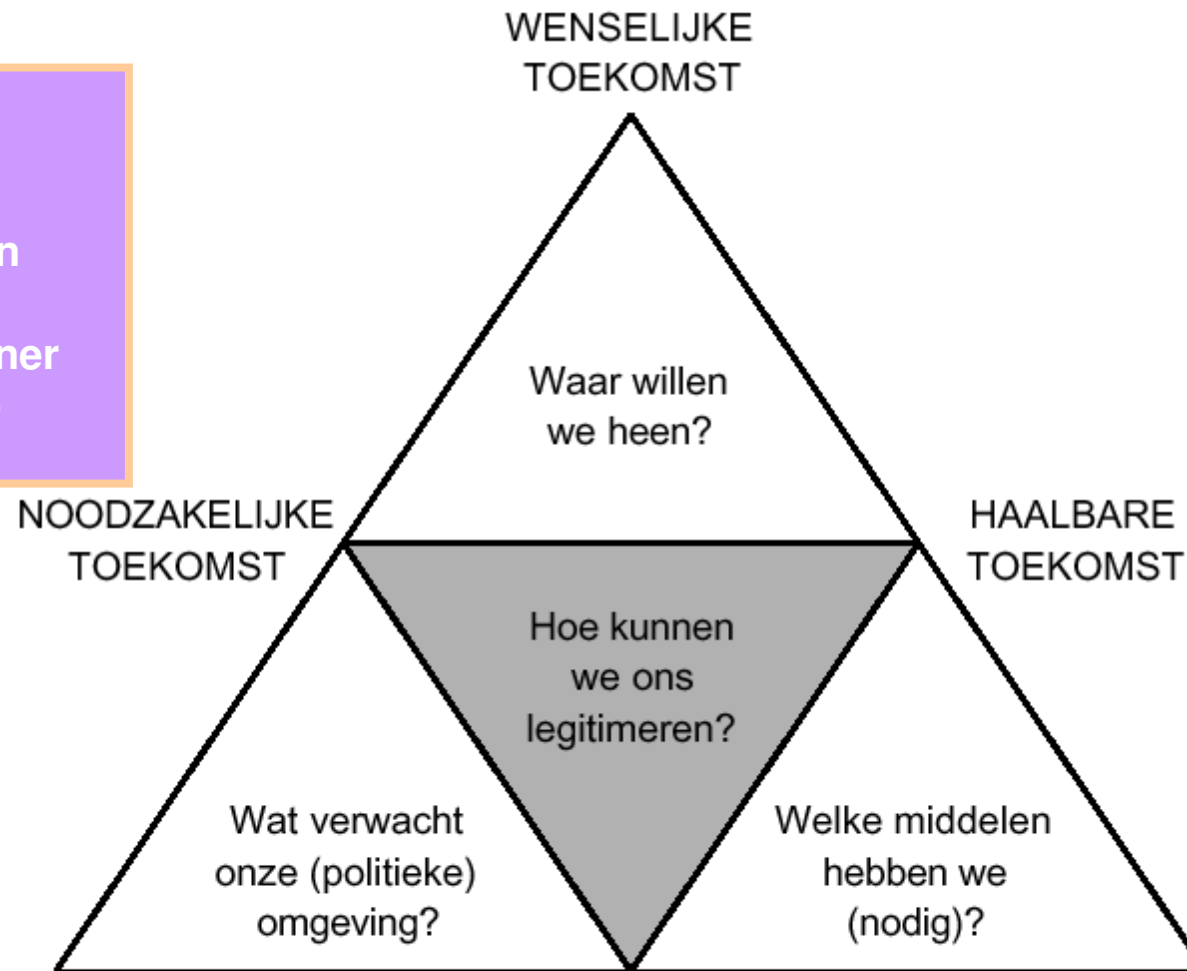 WENSELIJKE
TOEKOMST
Waar willen
we heen?
NOODZAKELIJKE
TOEKOMST
HAALBARE
TOEKOMST
Hoe kunnen
we ons
legitimeren?
Wat verwacht
onze (politieke)
omgeving?
Welke middelen
hebben we
(nodig)?